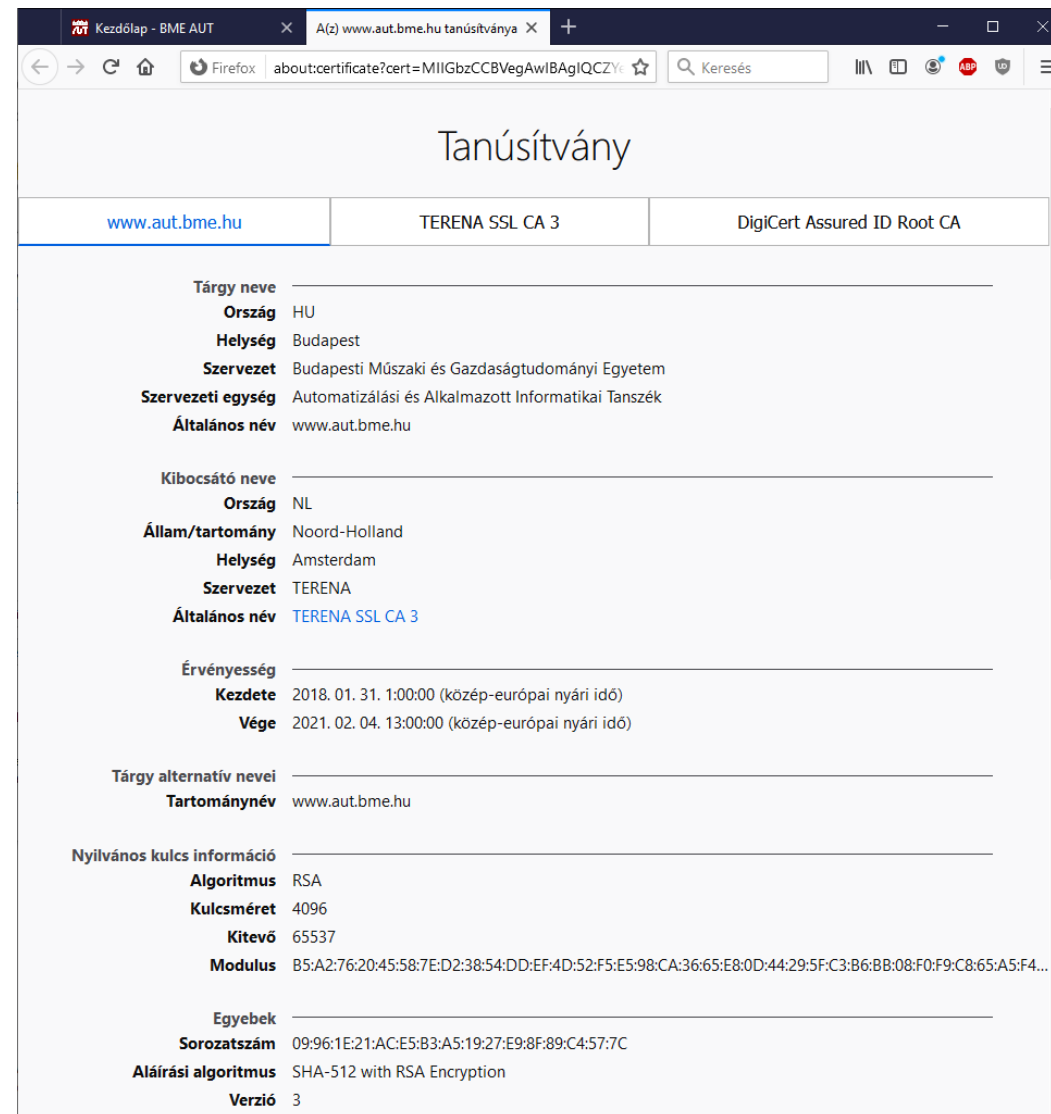 Kezdőlap - BME AUT
A(z) www.aut.bme.hu tanúsítványa
Firefox about:certificate?cert=MIIGbzCCBVegAwIBAgIQCZY
Keresés
ABP
Tanúsítvány
www.aut.bme.hu TERENA SSL CA 3 DigiCert Assured ID Root CA
Tárgy neve
Ország HU
Helység Budapest
Szervezet Budapesti Műszaki és Gazdaságtudományi Egyetem
Szervezeti egység Automatizálási és Alkalmazott Informatikai Tanszék
Általános név www.aut.bme.hu
Kibocsátó neve
Ország NL
Állam/tartomány Noord-Holland
Helység Amsterdam
Szervezet TERENA
Általános név TERENA SSL CA 3
Érvényesség
Kezdete 2018. 01. 31. 1:00:00 (közép-európai nyári idő)
Vége 2021. 02. 04. 13:00:00 (közép-európai nyári idő)
Tárgy alternatív nevei
Tartománynév www.aut.bme.hu
Nyilvános kulcs információ
Algoritmus RSA
Kulcsméret 4096
Kitevő 65537
Modulus B5:A2:76:20:45:58:7E:D2:38:54:DD:EF:4D:52:F5:E5:98:CA:36:65:E8:0D:44:29:5F:C3:B6:BB:08:F0:F9:C8:65:A5:F4...
Egyebek
Sorozatszám 09:96:1E:21:AC:E5:B3:A5:19:27:E9:8F:89:C4:57:7C
Aláírási algoritmus SHA-512 with RSA Encryption
Verzió 3